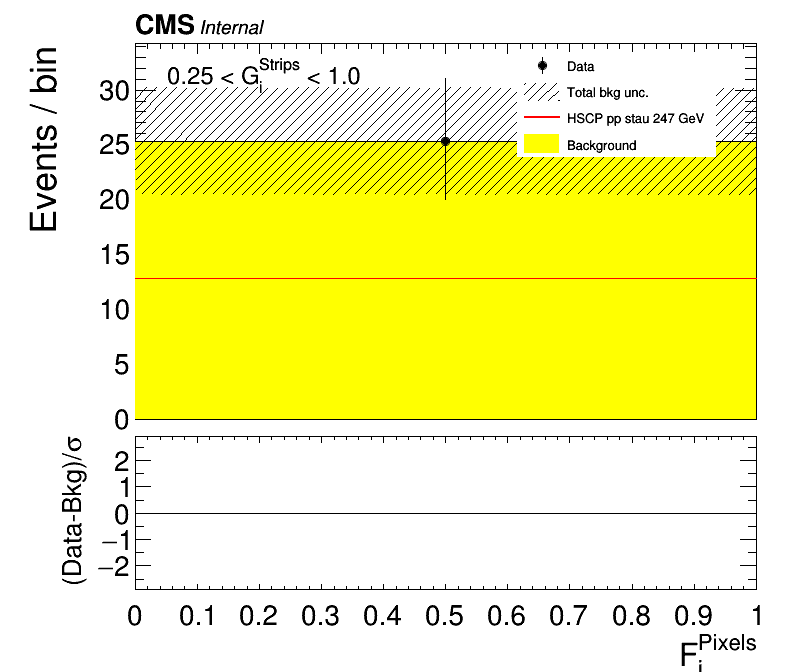 CMS Internal
Events / bin
0.25 < G_i^Strips < 1.0
Data
Total bkg unc.
HSCP pp stau 247 GeV
Background
30
25
20
15
10
5
0
(Data-Bkg)/σ
2
1
0
−1
−2
0 0.1 0.2 0.3 0.4 0.5 0.6 0.7 0.8 0.9 1
F_i^Pixels